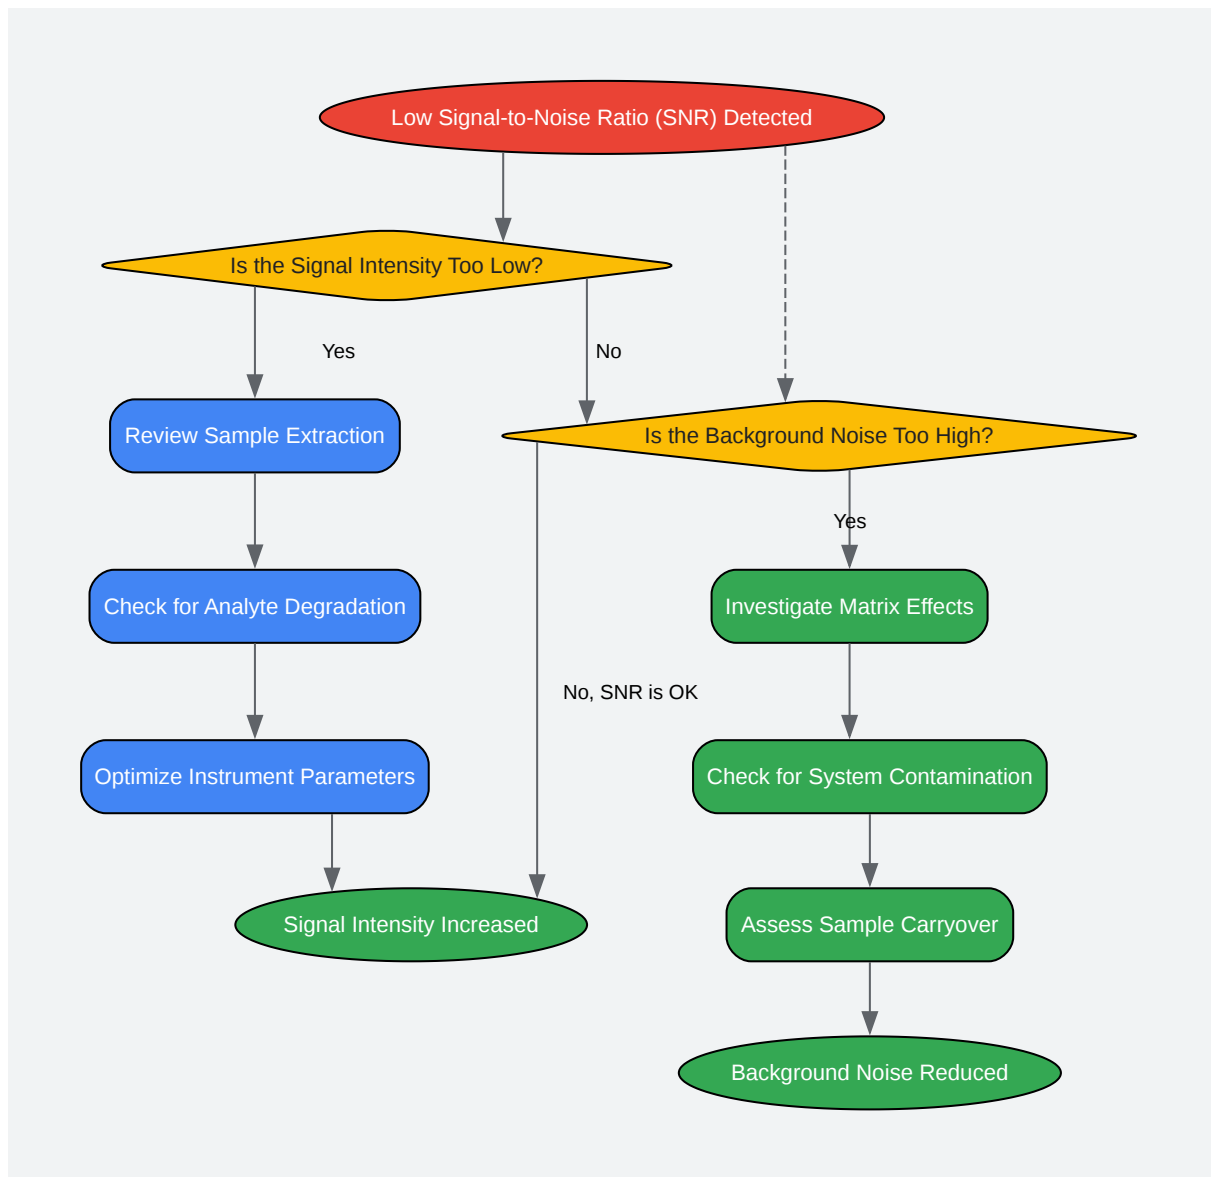 Low Signal-to-Noise Ratio (SNR) Detected
Is the Signal Intensity Too Low?
Yes
No
Review Sample Extraction
Is the Background Noise Too High?
Yes
Check for Analyte Degradation
Investigate Matrix Effects
No, SNR is OK
Optimize Instrument Parameters
Check for System Contamination
Signal Intensity Increased
Assess Sample Carryover
Background Noise Reduced